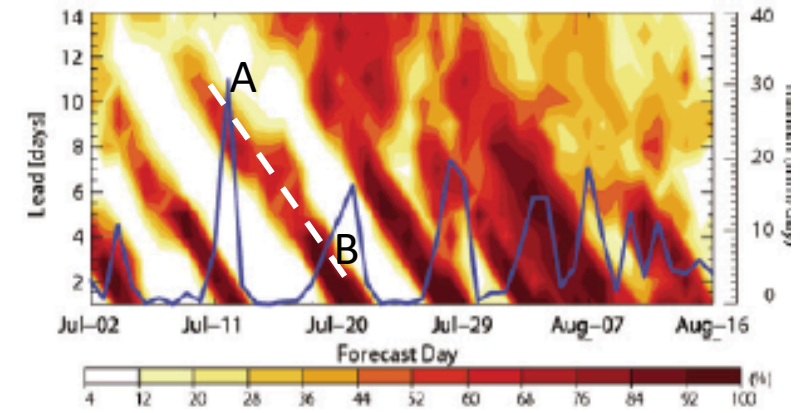 14
40
12
A
30
10
Lead [days]
8
20
6
4
B
10
2
0
Jul–02
Jul–11
Jul–20
Jul–29
Aug–07
Aug–16
Forecast Day
4
12
20
28
36
44
52
60
68
76
84
92
100
(%)